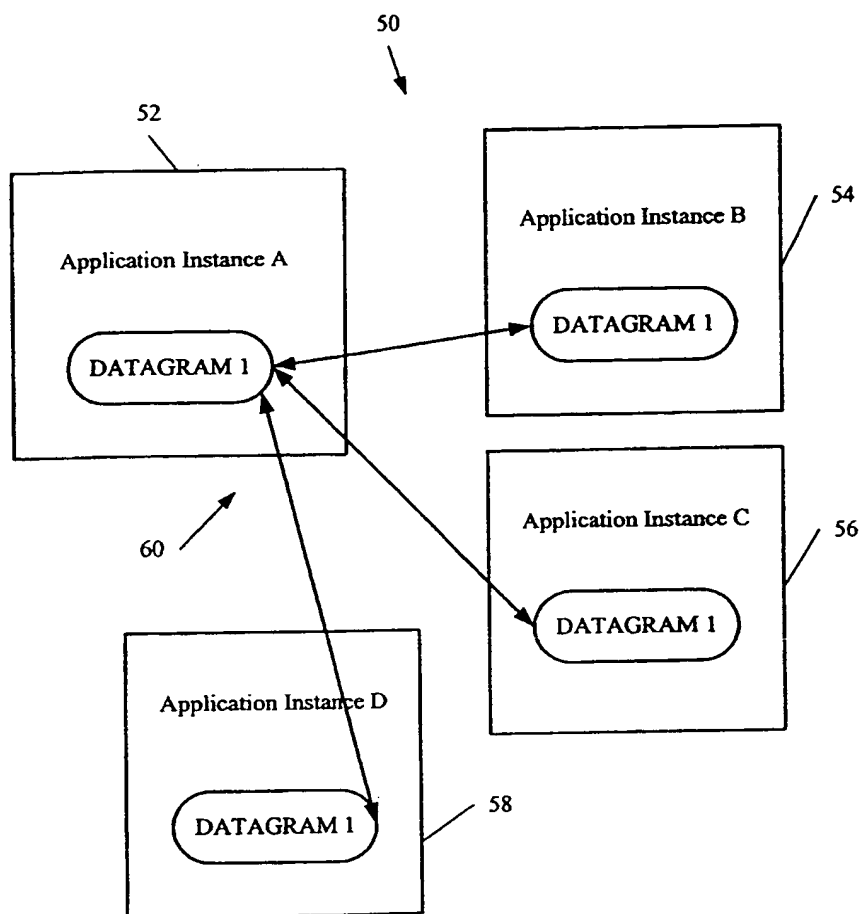 50
52
54
Application Instance B
Application Instance A
DATAGRAM 1
DATAGRAM 1
Application Instance C
56
60
DATAGRAM 1
Application Instance D
58
DATAGRAM 1